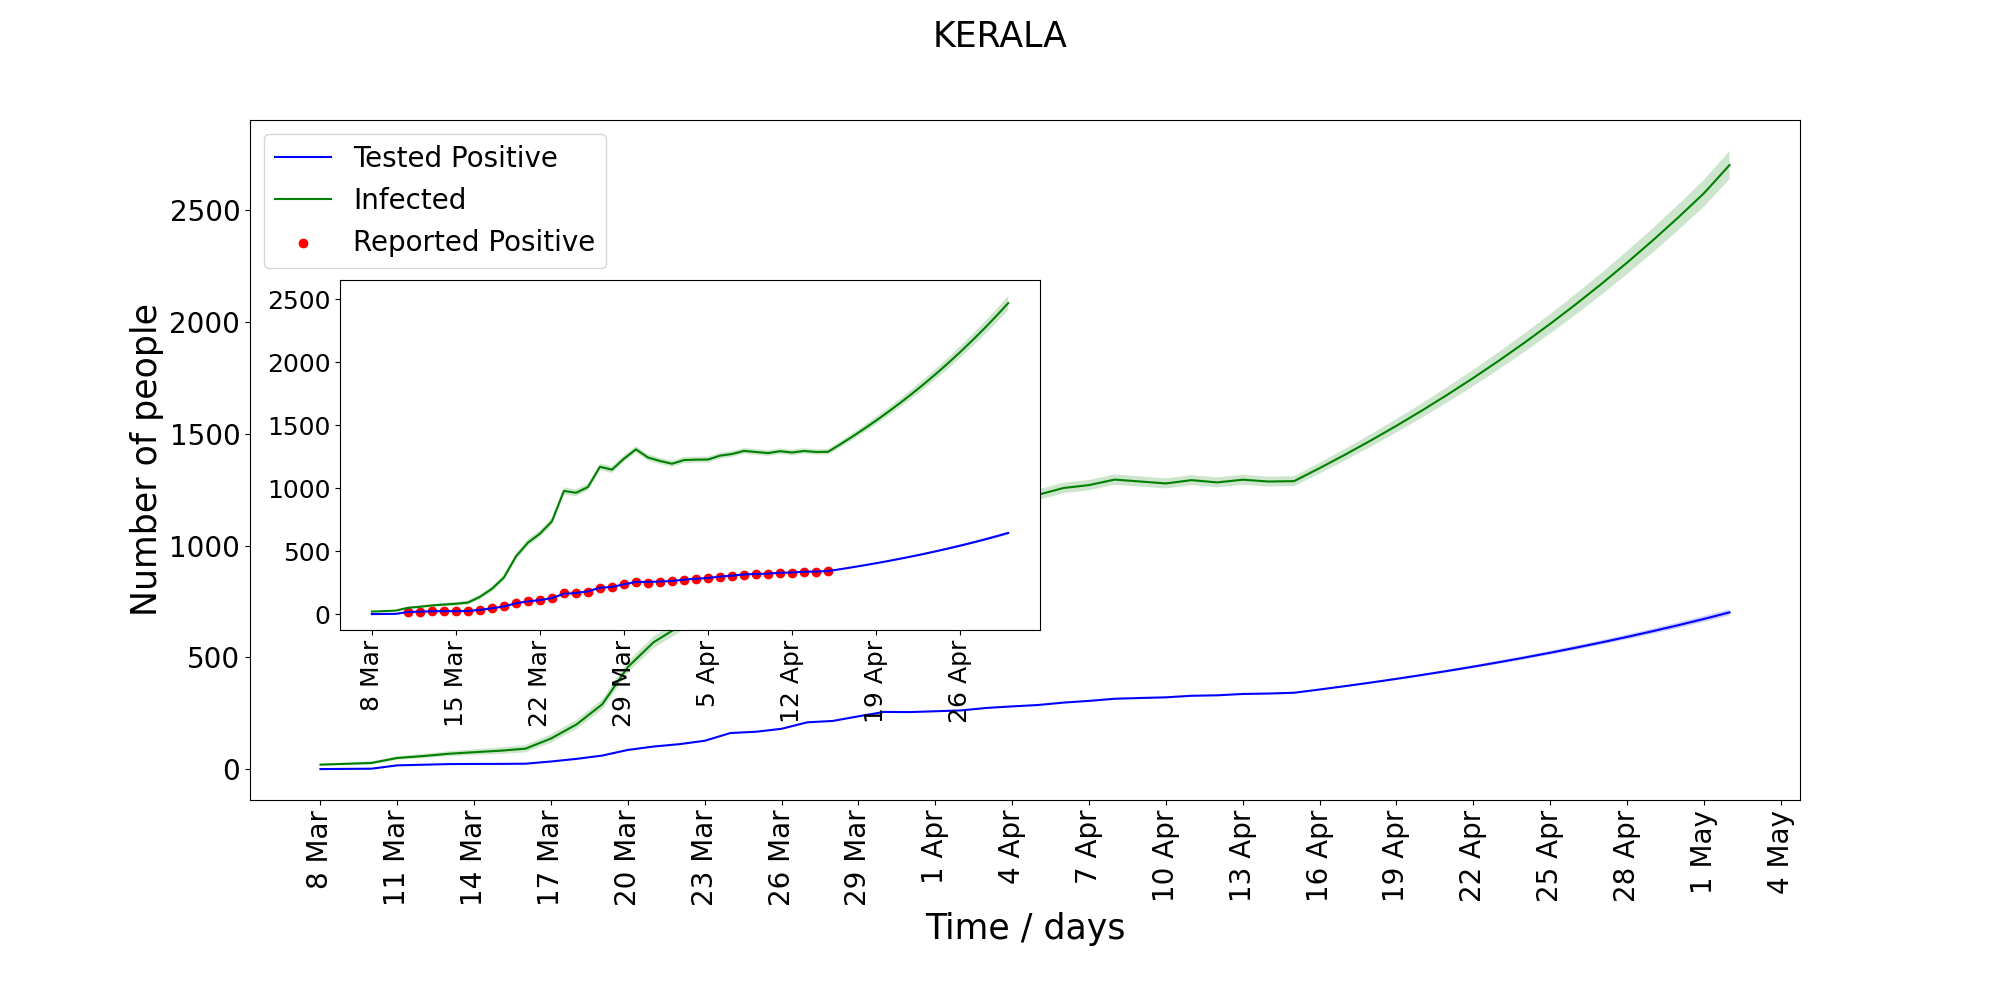 KERALA
Tested Positive
Infected
Reported Positive
Number of people
2500
2000
1500
1000
500
0
2500
2000
1500
1000
500
0
8 Mar
15 Mar
22 Mar
29 Mar
5 Apr
12 Apr
19 Apr
26 Apr
8 Mar
11 Mar
14 Mar
17 Mar
20 Mar
23 Mar
26 Mar
29 Mar
1 Apr
4 Apr
7 Apr
10 Apr
13 Apr
16 Apr
19 Apr
22 Apr
25 Apr
28 Apr
1 May
4 May
Time / days